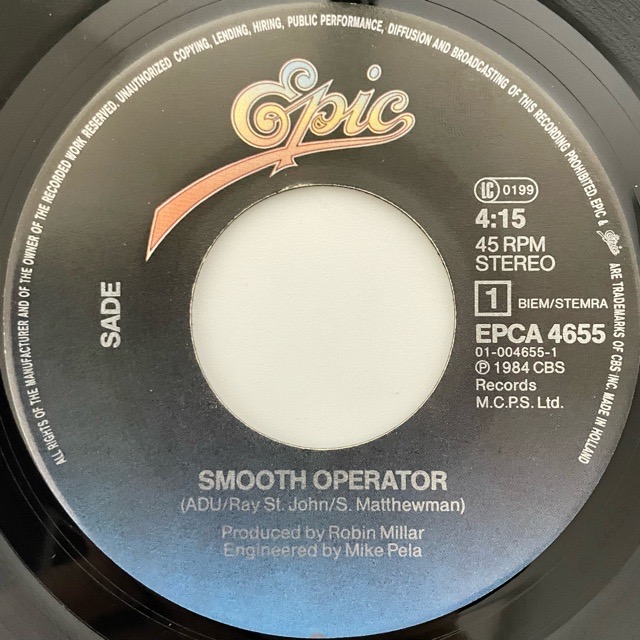 ALL RIGHTS OF THE MANUFACTURER AND OF THE OWNER OF THE RECORDED WORK RESERVED. UNAUTHORIZED COPYING, LENDING, HIRING, PUBLIC PERFORMANCE, DIFFUSION AND BROADCASTING OF THIS RECORDING PROHIBITED. EPIC & Epic ARE TRADEMARKS OF CBS INC. MADE IN HOLLAND
Epic
LC 0199
4:15
45 RPM
STEREO
1 BIEM/STEMRA
EPCA 4655
01-004655-1
℗ 1984 CBS
Records
M.C.P.S. Ltd.
SADE
SMOOTH OPERATOR
(ADU/Ray St. John/S. Matthewman)
Produced by Robin Millar
Engineered by Mike Pela